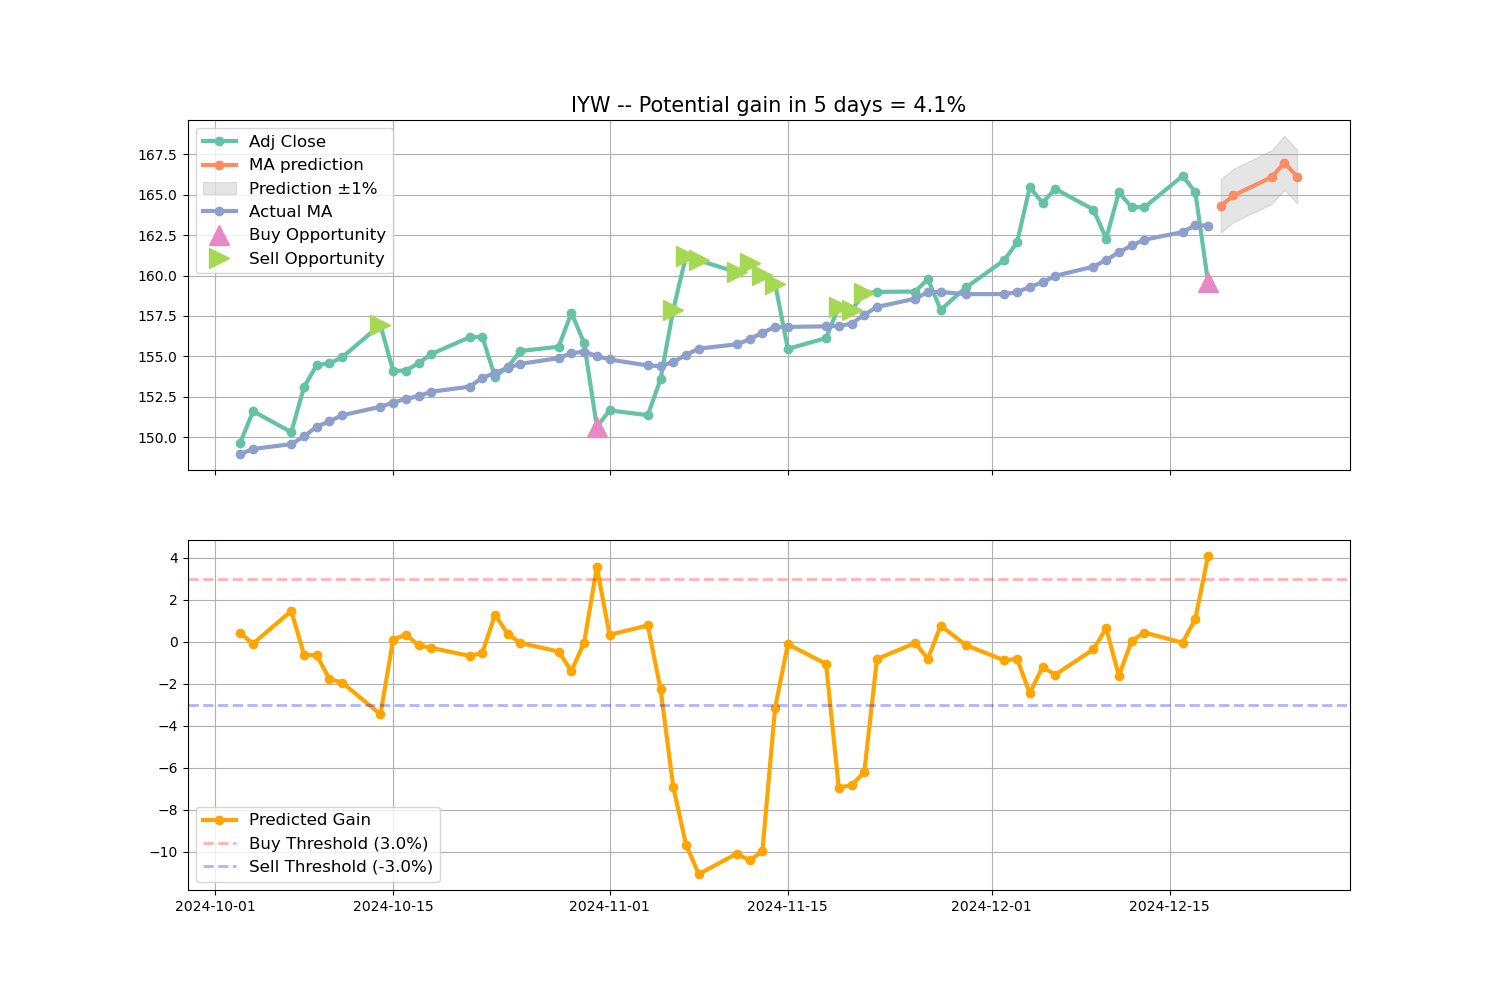 IYW -- Potential gain in 5 days = 4.1%
167.5
165.0
162.5
160.0
157.5
155.0
152.5
150.0
Adj Close
MA prediction
Prediction ±1%
Actual MA
Buy Opportunity
Sell Opportunity
4
2
0
−2
−4
−6
−8
−10
Predicted Gain
Buy Threshold (3.0%)
Sell Threshold (-3.0%)
2024-10-01 2024-10-15 2024-11-01 2024-11-15 2024-12-01 2024-12-15